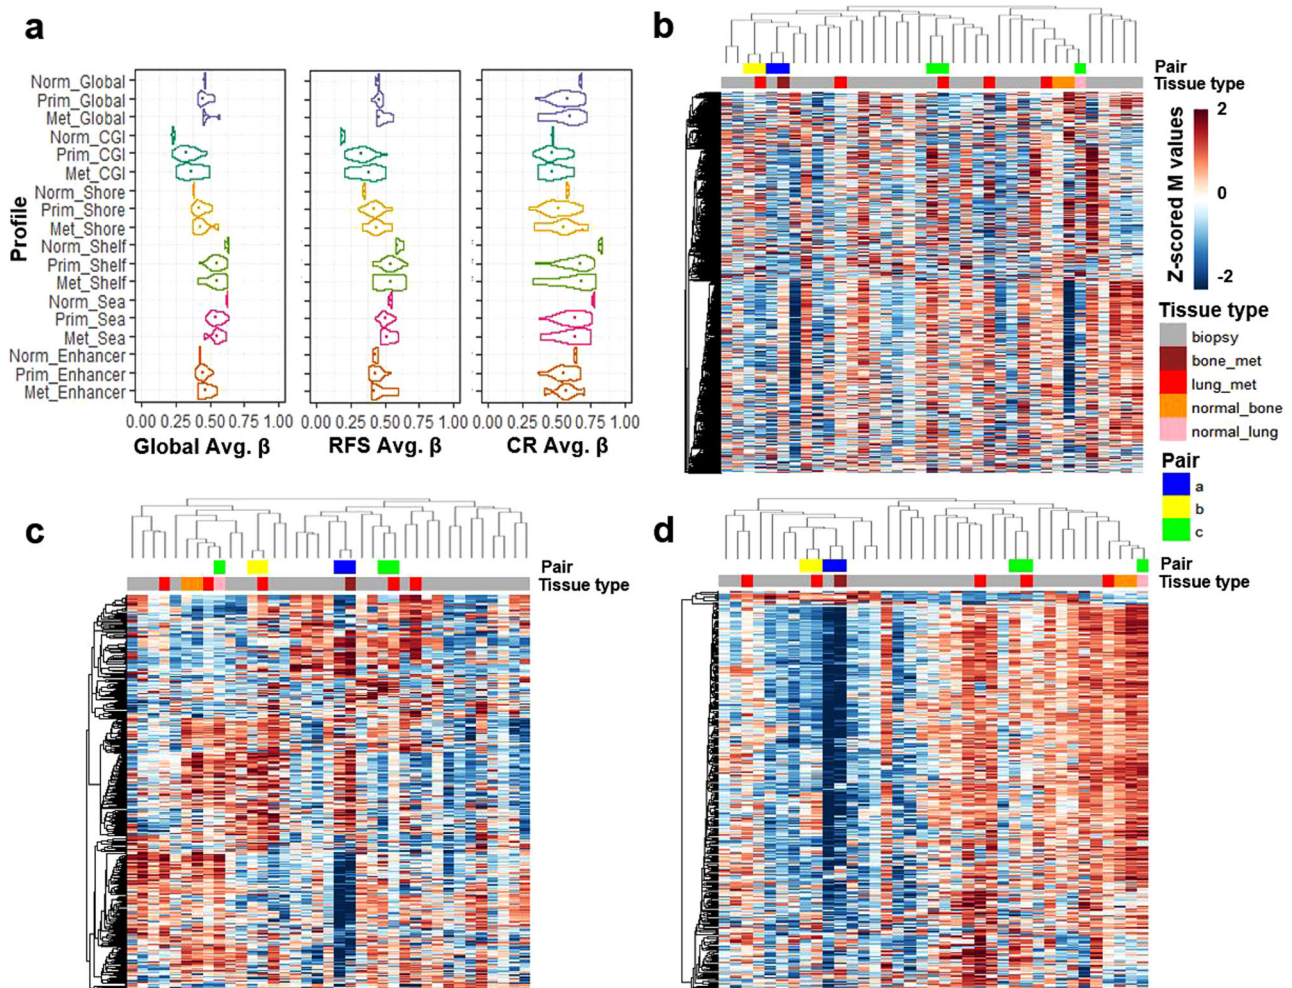 a
Profile
Norm_Global
Prim_Global
Met_Global
Norm_CGI
Prim_CGI
Met_CGI
Norm_Shore
Prim_Shore
Met_Shore
Norm_Shelf
Prim_Shelf
Met_Shelf
Norm_Sea
Prim_Sea
Met_Sea
Norm_Enhancer
Prim_Enhancer
Met_Enhancer
0.00 0.25 0.50 0.75 1.00
0.00 0.25 0.50 0.75 1.00
0.00 0.25 0.50 0.75 1.00
Global Avg. β
RFS Avg. β
CR Avg. β
b
Pair
Tissue type
Z-scored M values
2
0
-2
Tissue type
biopsy
bone_met
lung_met
normal_bone
normal_lung
Pair
a
b
c
c
Pair
Tissue type
d
Pair
Tissue type